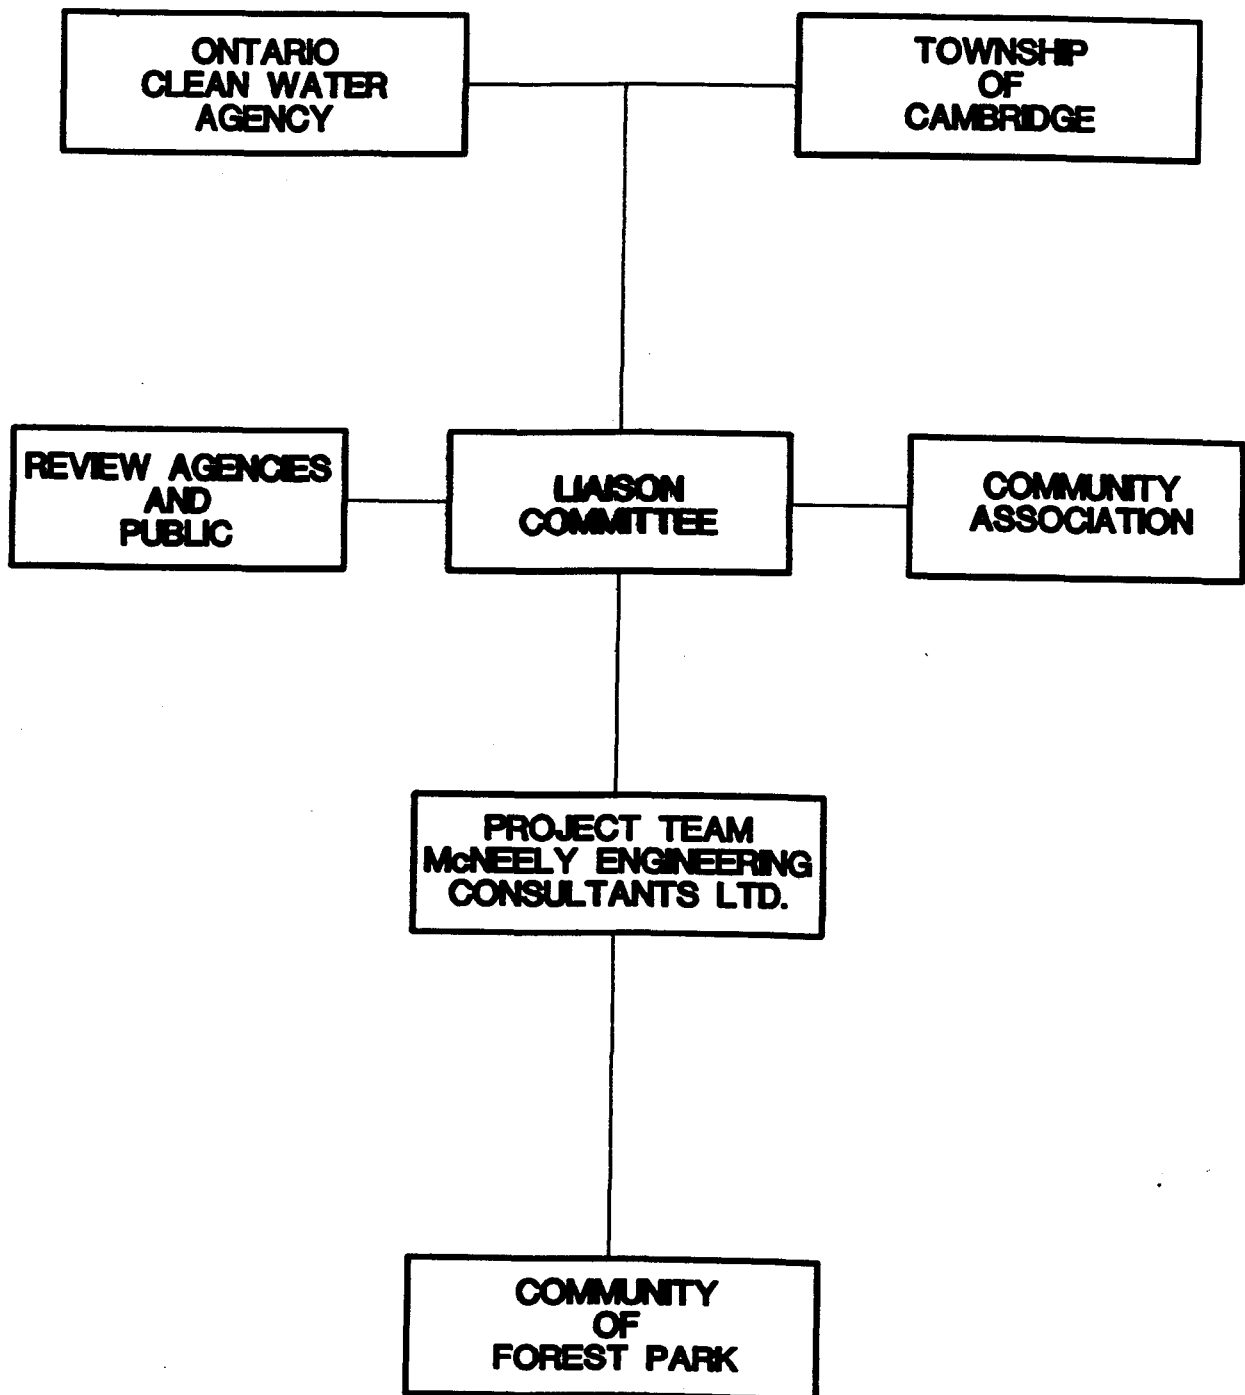 ONTARIO
CLEAN WATER
AGENCY
TOWNSHIP
OF
CAMBRIDGE
REVIEW AGENCIES
AND
PUBLIC
LIAISON
COMMITTEE
COMMUNITY
ASSOCIATION
PROJECT TEAM
McNEELY ENGINEERING
CONSULTANTS LTD.
COMMUNITY
OF
FOREST PARK